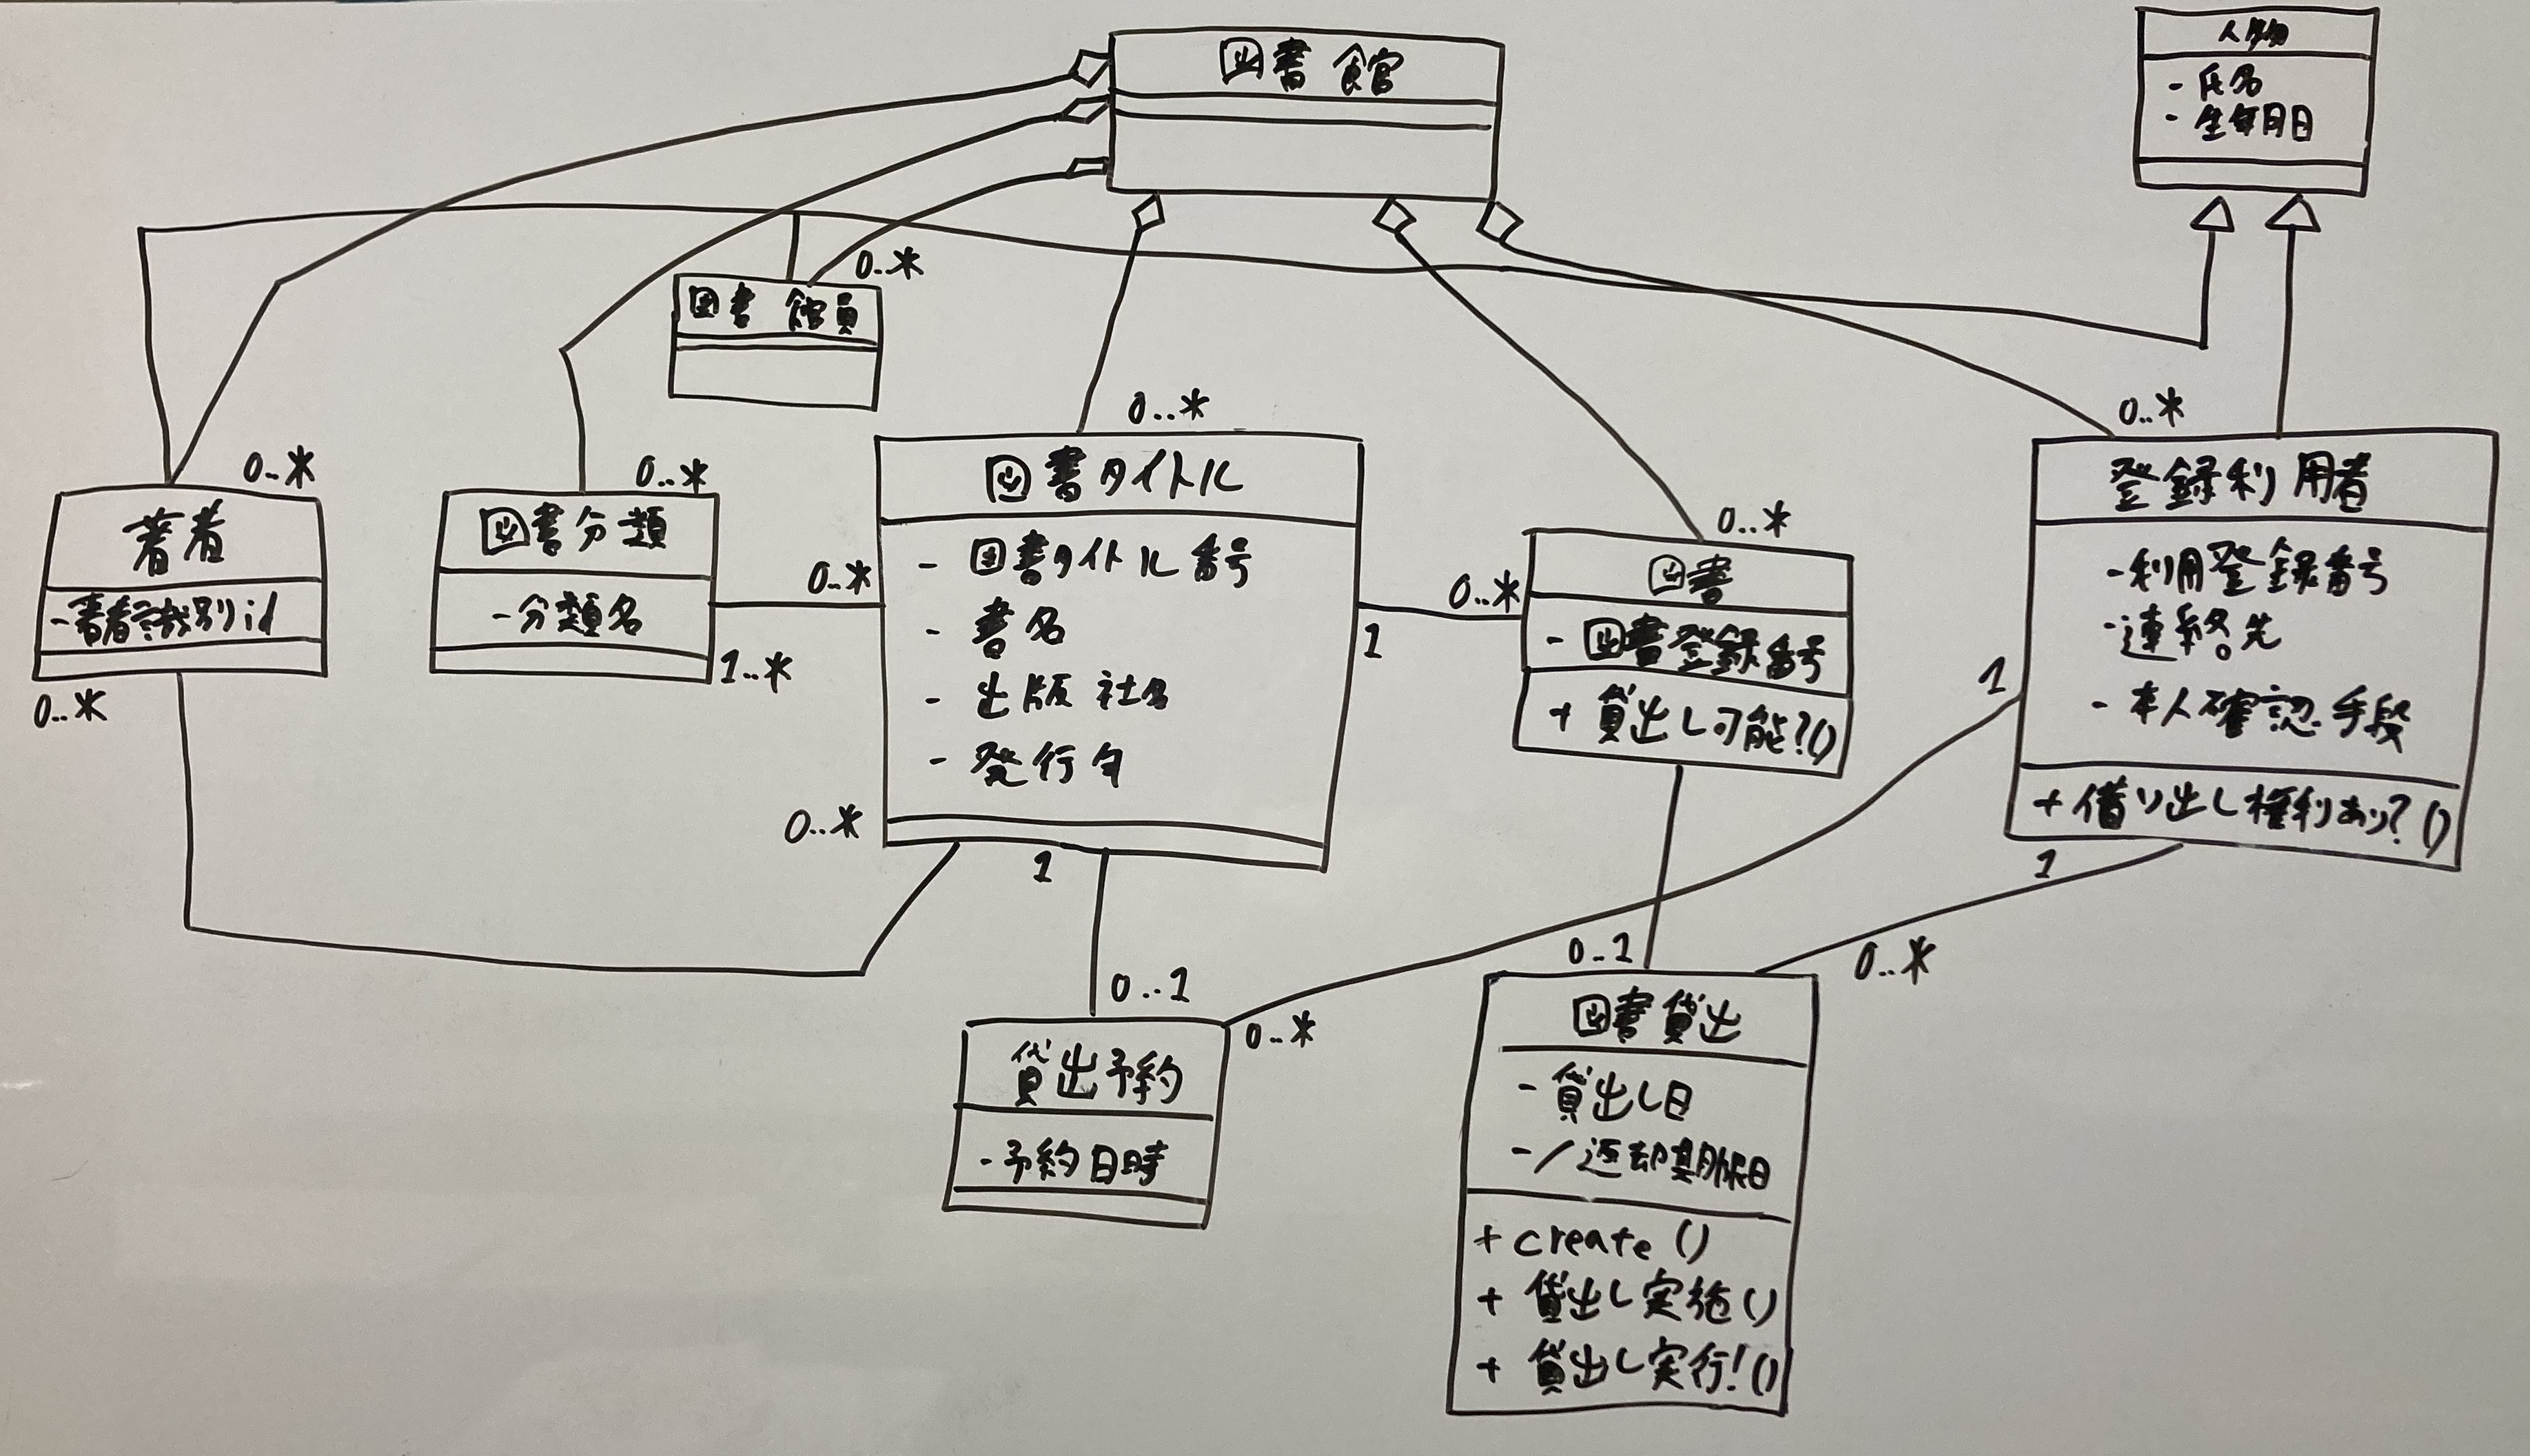 図書館
人物
- 氏名
- 生年月日
0..*
図書館員
0..*
0..*
0..*
0..*
0..*
著者
- 著者識別id
0..*
図書分類
- 分類名
1..*
0..*
図書タイトル
- 図書タイトル番号
- 書名
- 出版社名
- 発行年
0..*
1
1
0..*
図書
- 図書登録番号
+ 貸出し可能?()
登録利用者
- 利用登録番号
- 連絡先
- 本人確認手段
+ 借り出し権利あり?()
1
1
0..1
0..*
貸出予約
- 予約日時
0..1
0..*
図書貸出
- 貸出し日
- /返却期限日
+ create()
+ 貸出し実施()
+ 貸出し実行!()